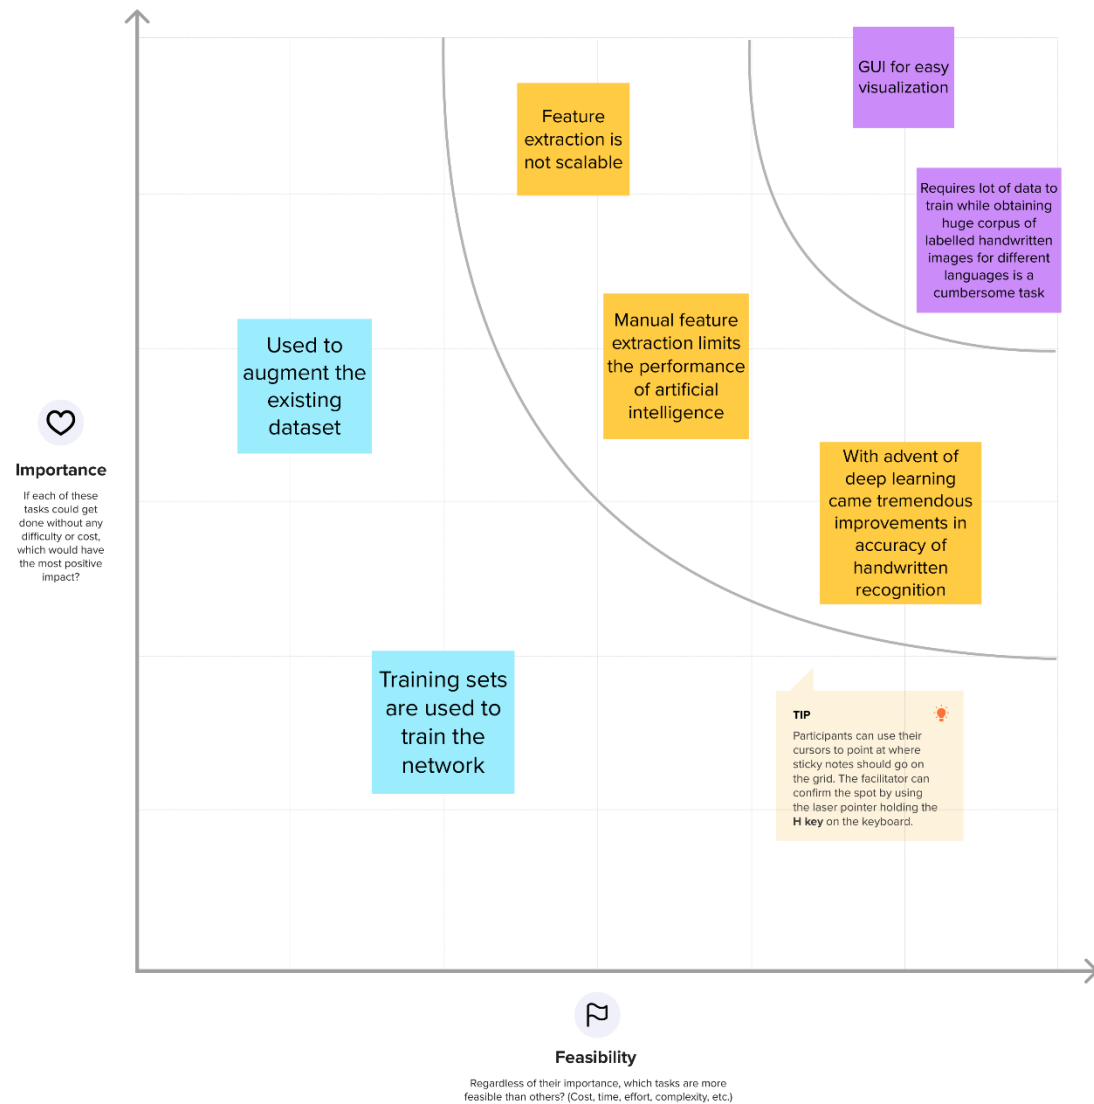 GUI for easy
visualization
Feature
extraction is
not scalable
Requires lot of data to
train while obtaining
huge corpus of
labelled handwritten
images for different
languages is a
cumbersome task
Manual feature
extraction limits
the performance
of artificial
intelligence
Used to
augment the
existing
dataset
With advent of
deep learning
came tremendous
improvements in
accuracy of
handwritten
recognition
Importance
If each of these
tasks could get
done without any
difficulty or cost,
which would have
the most positive
impact?
Training sets
are used to
train the
network
TIP
Participants can use their
cursors to point at where
sticky notes should go on
the grid. The facilitator can
confirm the spot by using
the laser pointer holding the
H key on the keyboard.
Feasibility
Regardless of their importance, which tasks are more
feasible than others? (Cost, time, effort, complexity, etc.)